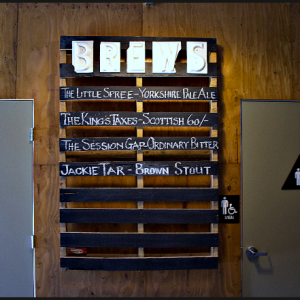 BREWS
The Little Spree - Yorkshire Pale Ale
The King's Taxes - Scottish 60/-
The Session Gap - Ordinary Bitter
Jackie Tar - Brown Stout